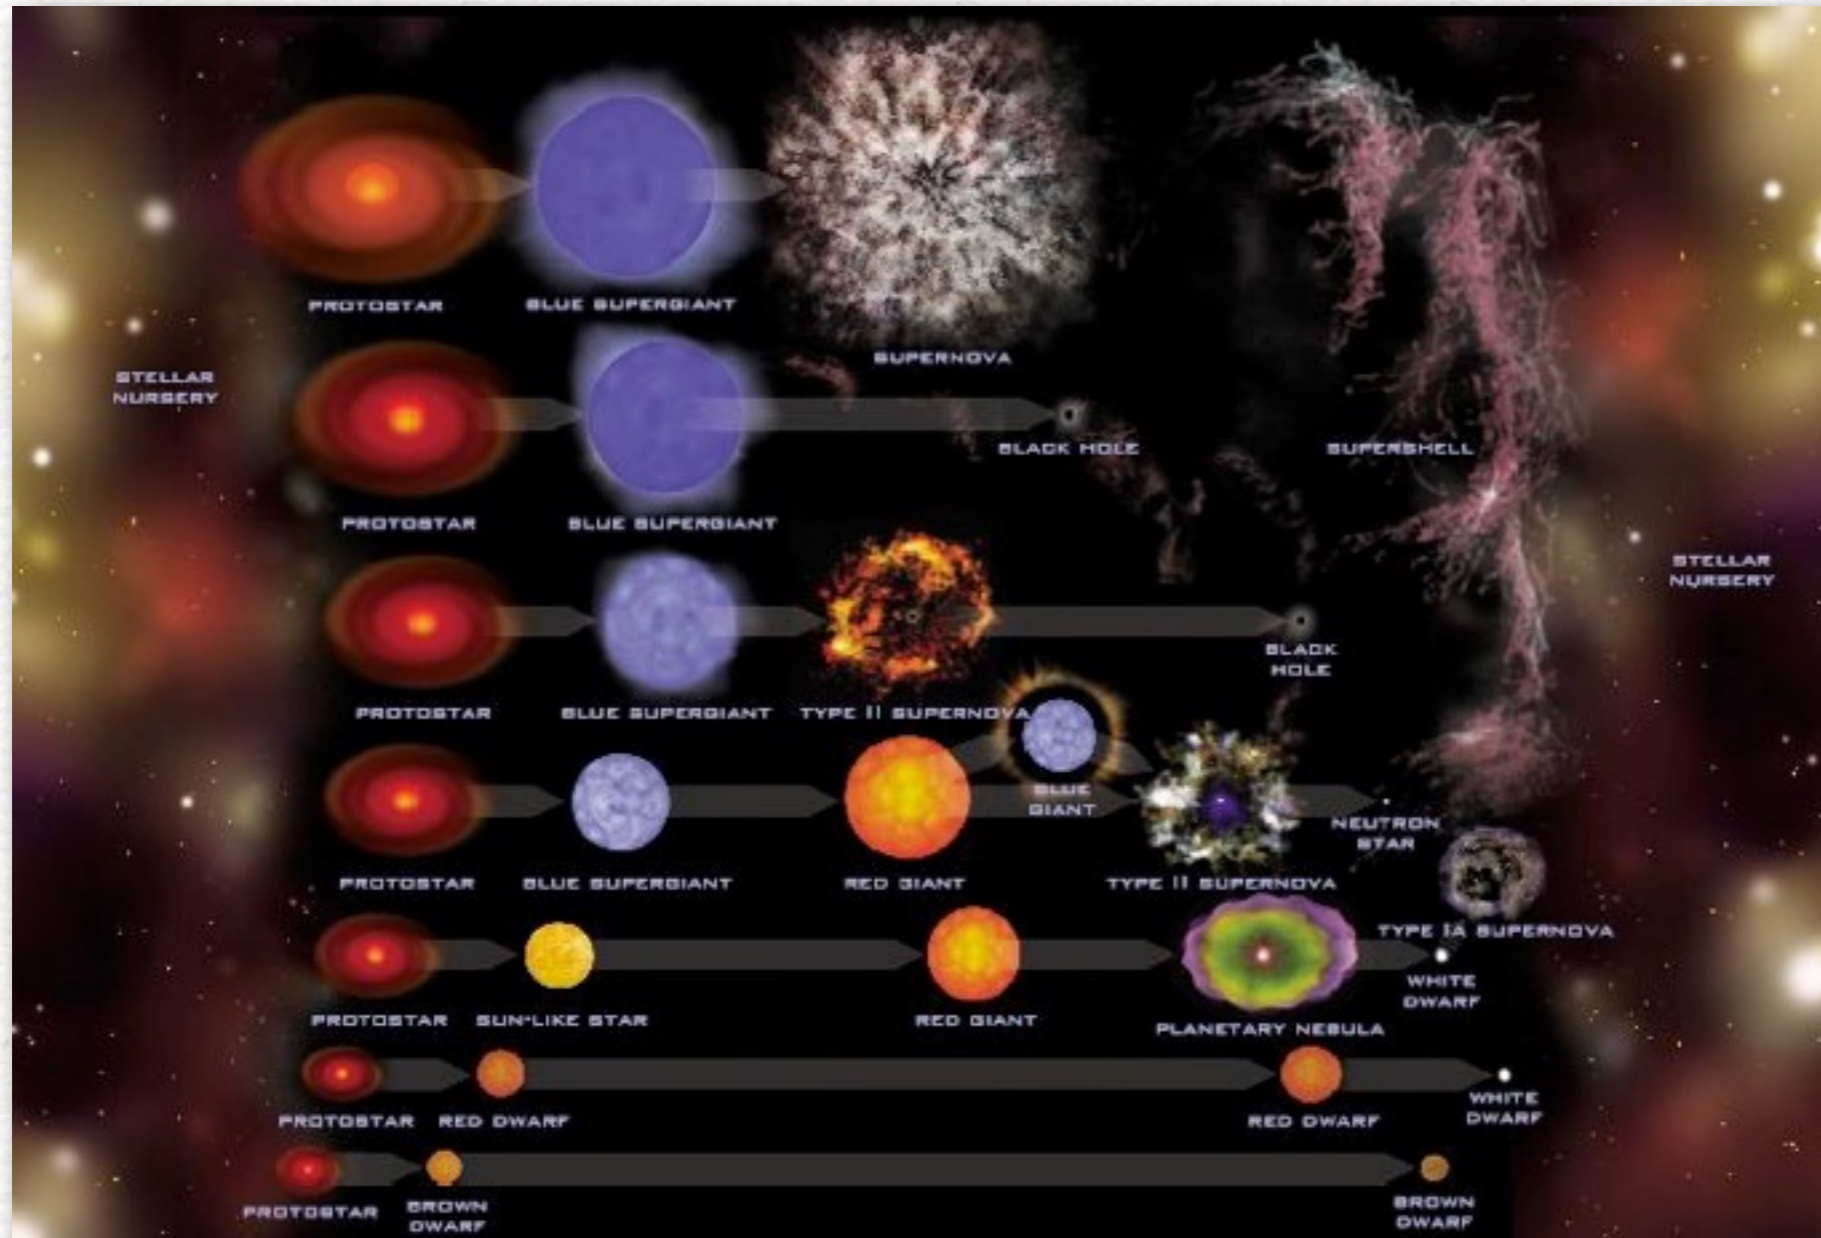 PROTOSTAR
BLUE SUPERGIANT
SUPERNOVA
STELLAR
NURSERY
BLACK HOLE
SUPERSHELL
PROTOSTAR
BLUE SUPERGIANT
STELLAR
NURSERY
BLACK
HOLE
PROTOSTAR
BLUE SUPERGIANT
TYPE II SUPERNOVA
BLUE
GIANT
NEUTRON
STAR
PROTOSTAR
BLUE SUPERGIANT
RED GIANT
TYPE II SUPERNOVA
TYPE IA SUPERNOVA
WHITE
DWARF
PROTOSTAR
SUN-LIKE STAR
RED GIANT
PLANETARY NEBULA
WHITE
DWARF
PROTOSTAR
RED DWARF
RED DWARF
PROTOSTAR
BROWN
DWARF
BROWN
DWARF